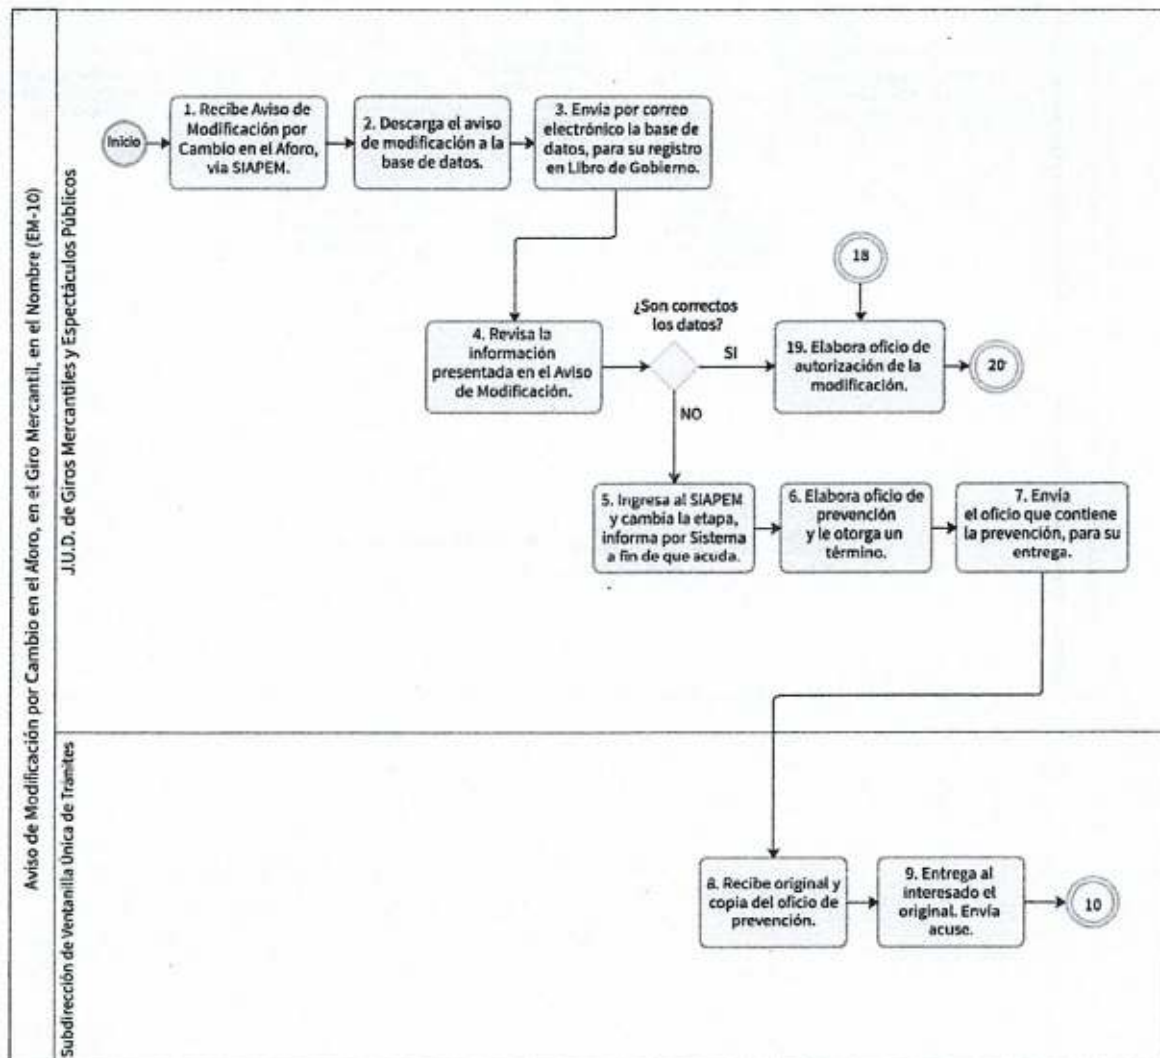 Aviso de Modificación por Cambio en el Aforo, en el Giro Mercantil, en el Nombre (EM-10)
J.U.D. de Giros Mercantiles y Espectáculos Públicos
Inicio
1. Recibe Aviso de
Modificación por
Cambio en el Aforo,
vía SIAPEM.
2. Descarga el aviso
de modificación a la
base de datos.
3. Envía por correo
electrónico la base de
datos, para su registro
en Libro de Gobierno.
4. Revisa la
información
presentada en el Aviso
de Modificación.
¿Son correctos
los datos?
SI
NO
18
19. Elabora oficio de
autorización de la
modificación.
20
5. Ingresa al SIAPEM
y cambia la etapa,
informa por Sistema
a fin de que acuda.
6. Elabora oficio de
prevención
y le otorga un
término.
7. Envía
el oficio que contiene
la prevención, para su
entrega.
Subdirección de Ventanilla Única de Trámites
8. Recibe original y
copia del oficio de
prevención.
9. Entrega al
interesado el
original. Envía
acuse.
10